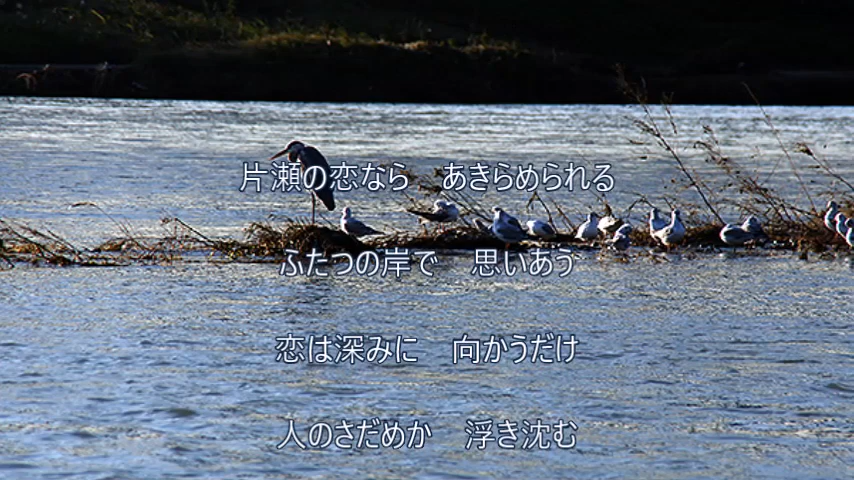 片瀬の恋なら　あきらめられる
ふたつの岸で　思いあう
恋は深みに　向かうだけ
人のさだめか　浮き沈む